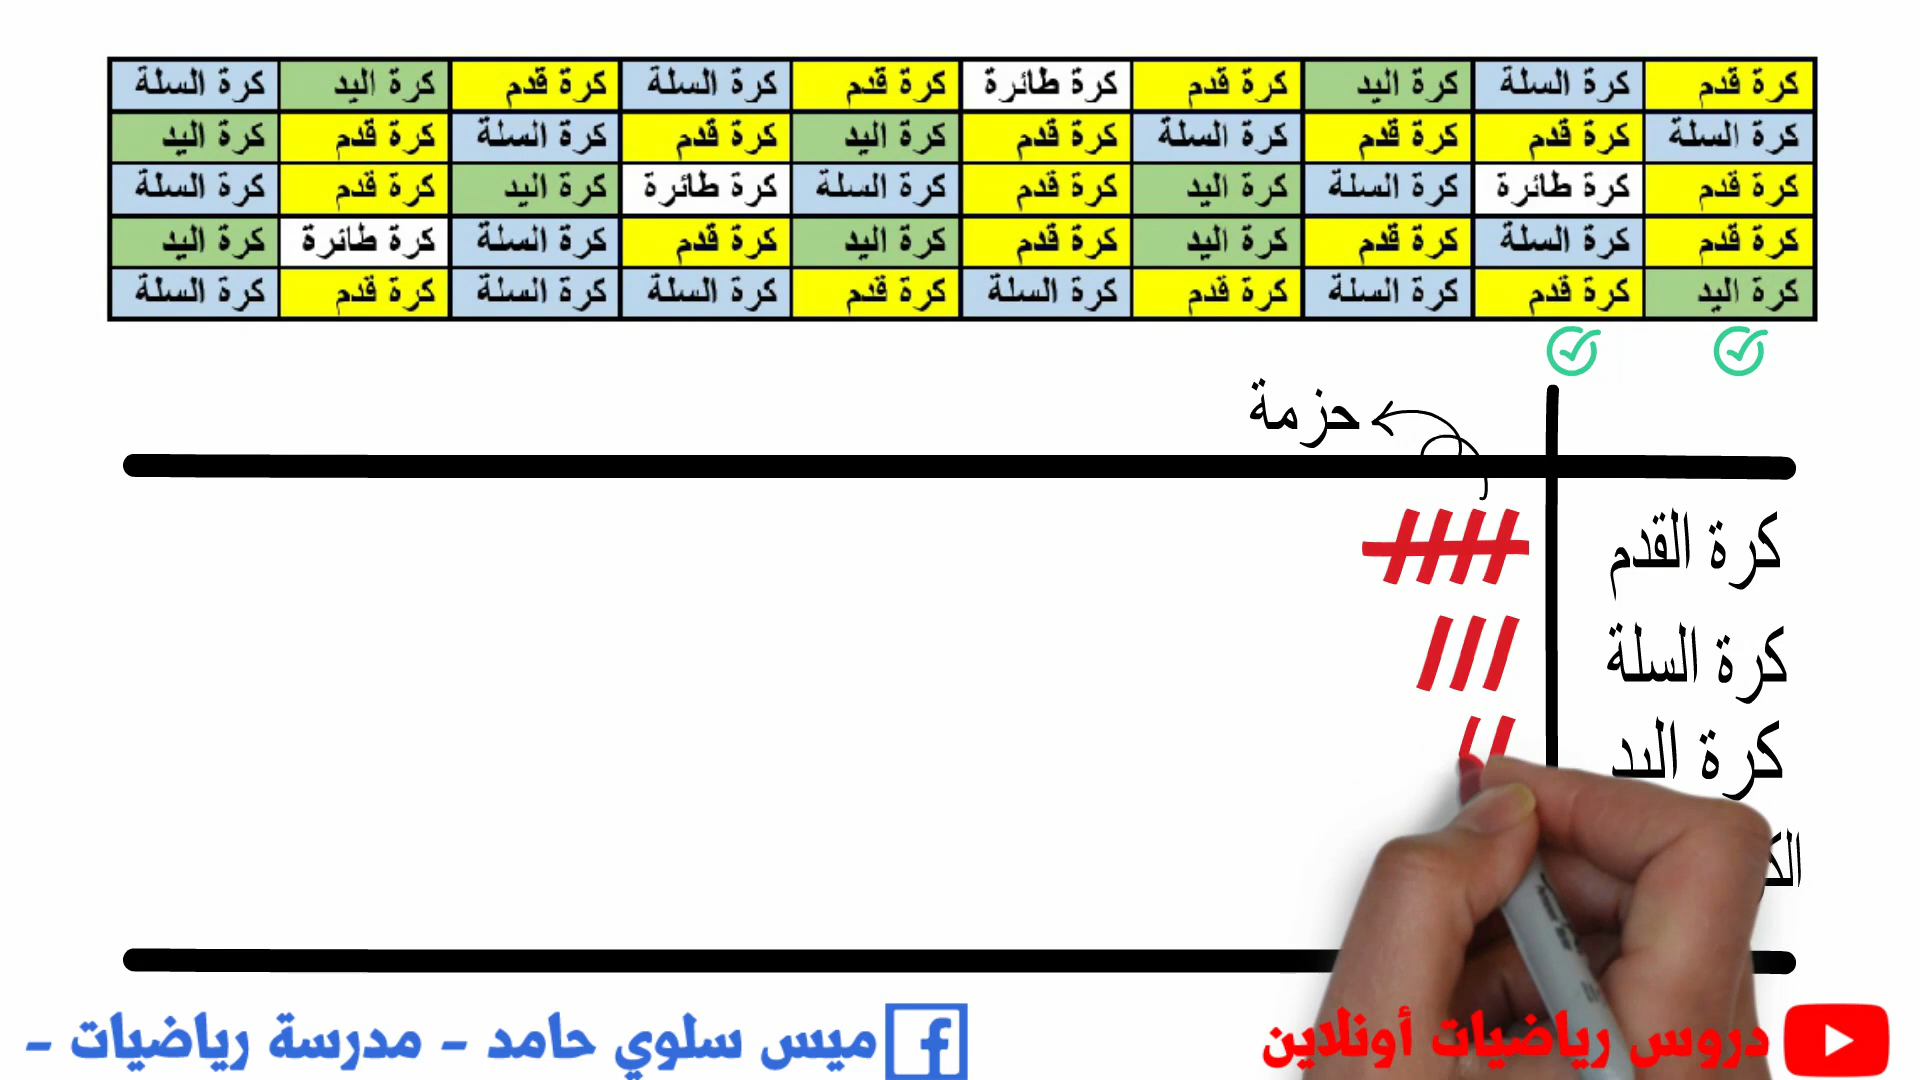 كرة قدم كرة السلة كرة اليد كرة قدم كرة طائرة كرة قدم كرة السلة كرة قدم كرة اليد كرة السلة
كرة السلة كرة قدم كرة قدم كرة السلة كرة قدم كرة اليد كرة قدم كرة السلة كرة قدم كرة اليد
كرة قدم كرة طائرة كرة السلة كرة اليد كرة قدم كرة السلة كرة طائرة كرة اليد كرة قدم كرة السلة
كرة قدم كرة السلة كرة قدم كرة اليد كرة قدم كرة اليد كرة قدم كرة السلة كرة طائرة كرة اليد
كرة اليد كرة قدم كرة السلة كرة قدم كرة السلة كرة قدم كرة السلة كرة السلة كرة قدم كرة السلة
حزمة
كرة القدم
كرة السلة
كرة اليد
دروس رياضيات أونلاين
ميس سلوي حامد - مدرسة رياضيات -